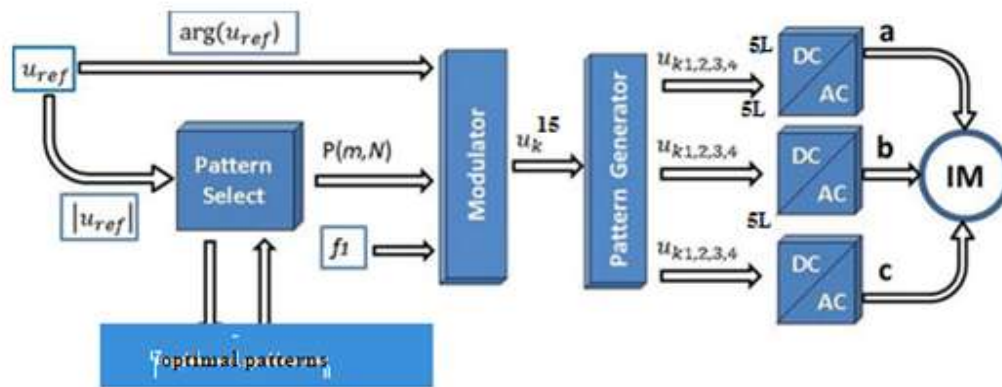 arg(u_ref)
u_ref
Pattern
Select
|u_ref|
P(m,N)
f1
optimal patterns
Modulator
15
u_k
Pattern Generator
u_k1,2,3,4
5L
DC
AC
a
5L
u_k1,2,3,4
DC
AC
b
5L
u_k1,2,3,4
DC
AC
c
IM